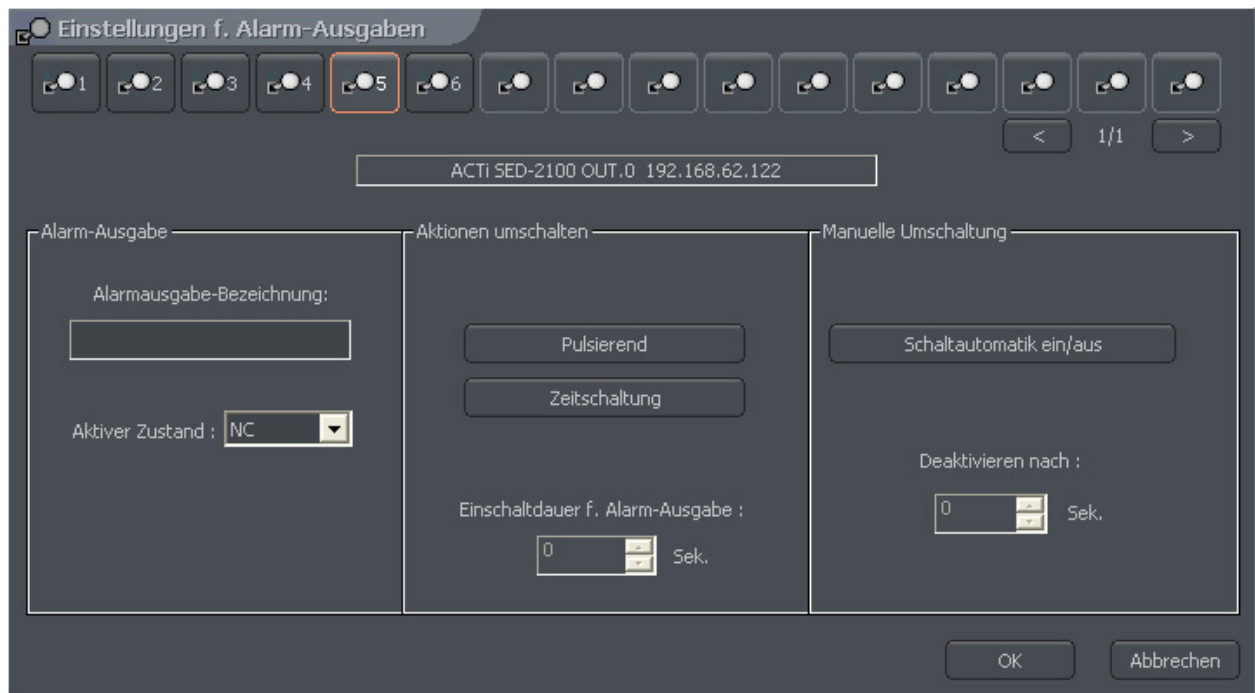 Einstellungen f. Alarm-Ausgaben
1 2 3 4 5 6
< 1/1 >
ACTi SED-2100 OUT.0 192.168.62.122
Alarm-Ausgabe
Alarmausgabe-Bezeichnung:
Aktiver Zustand : NC
Aktionen umschalten
Pulsierend
Zeitschaltung
Einschaltdauer f. Alarm-Ausgabe :
0 Sek.
Manuelle Umschaltung
Schaltautomatik ein/aus
Deaktivieren nach :
0 Sek.
OK Abbrechen